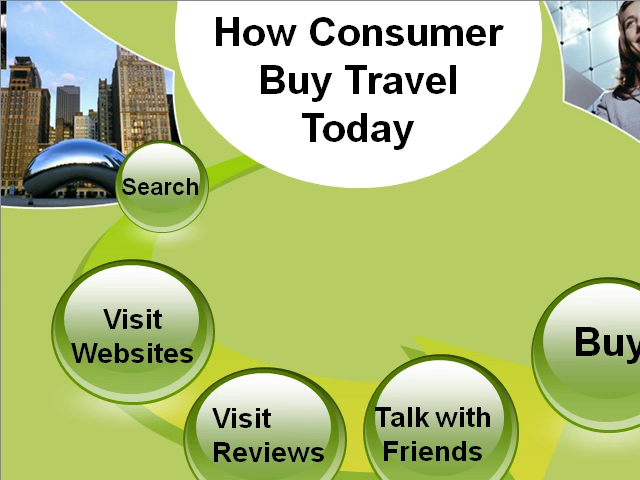 How Consumer
Buy Travel
Today
Search
Visit
Websites
Visit
Reviews
Talk with
Friends
Buy